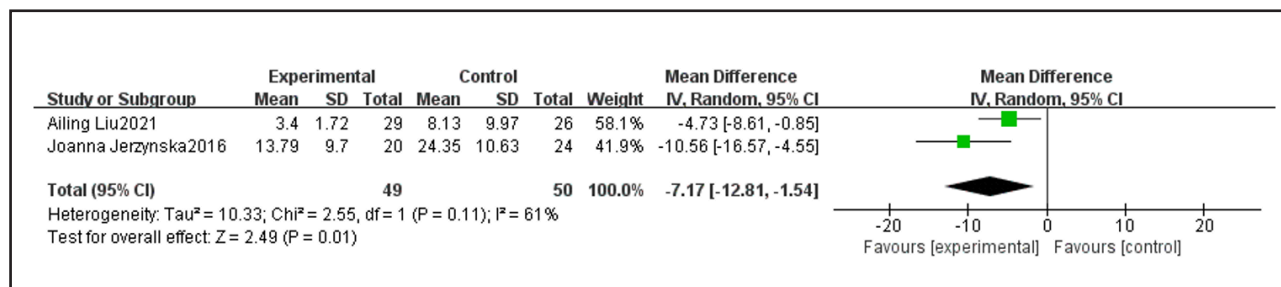 Experimental Control Mean Difference Mean Difference
Study or Subgroup Mean SD Total Mean SD Total Weight IV, Random, 95% CI IV, Random, 95% CI
Ailing Liu2021 3.4 1.72 29 8.13 9.97 26 58.1% -4.73 [-8.61, -0.85]
Joanna Jerzynska2016 13.79 9.7 20 24.35 10.63 24 41.9% -10.56 [-16.57, -4.55]
Total (95% CI) 49 50 100.0% -7.17 [-12.81, -1.54]
Heterogeneity: Tau² = 10.33; Chi² = 2.55, df = 1 (P = 0.11); I² = 61%
Test for overall effect: Z = 2.49 (P = 0.01)
-20 -10 0 10 20
Favours [experimental] Favours [control]